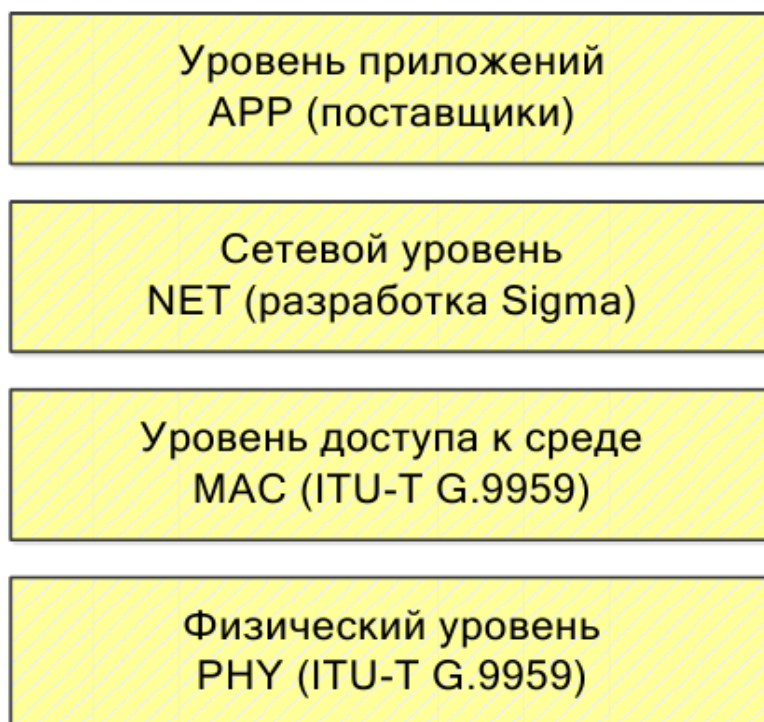 Уровень приложений
APP (поставщики)
Сетевой уровень
NET (разработка Sigma)
Уровень доступа к среде
MAC (ITU-T G.9959)
Физический уровень
PHY (ITU-T G.9959)